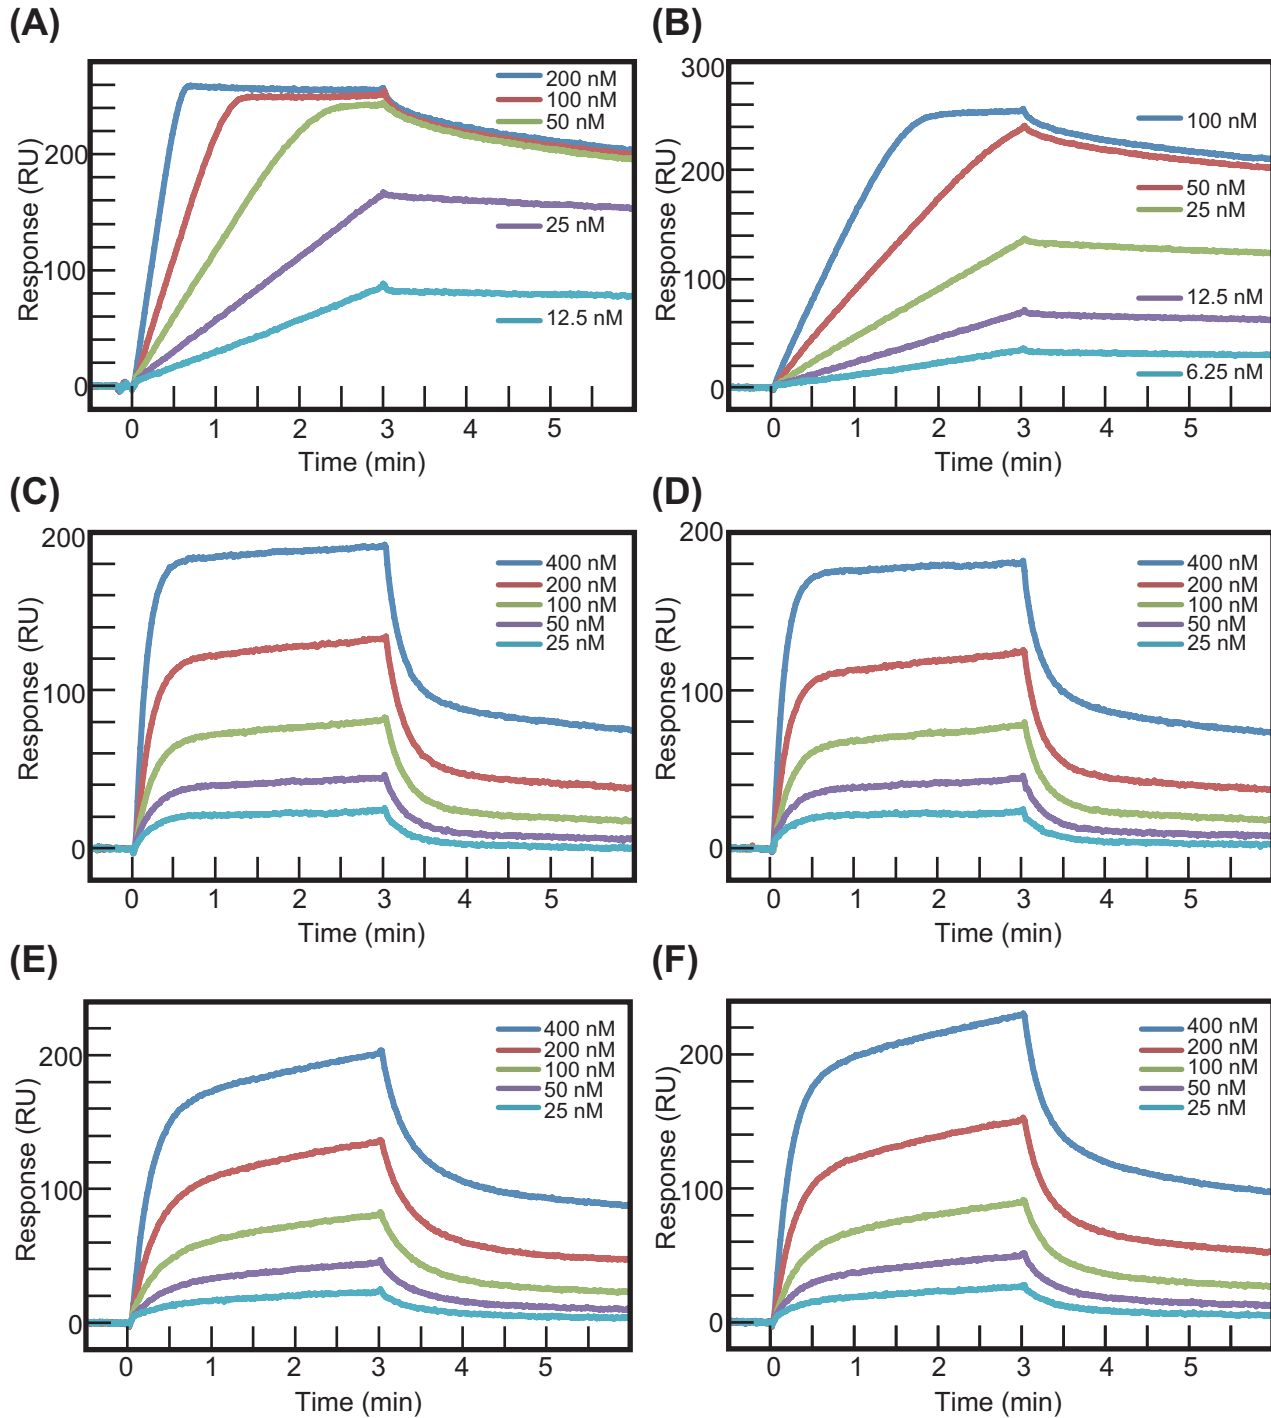 (A)
Response (RU)
200
100
0
200 nM
100 nM
50 nM
25 nM
12.5 nM
0 1 2 3 4 5
Time (min)
(B)
Response (RU)
300
200
100
0
100 nM
50 nM
25 nM
12.5 nM
6.25 nM
0 1 2 3 4 5
Time (min)
(C)
Response (RU)
200
100
0
400 nM
200 nM
100 nM
50 nM
25 nM
0 1 2 3 4 5
Time (min)
(D)
Response (RU)
200
100
0
400 nM
200 nM
100 nM
50 nM
25 nM
0 1 2 3 4 5
Time (min)
(E)
Response (RU)
200
100
0
400 nM
200 nM
100 nM
50 nM
25 nM
0 1 2 3 4 5
Time (min)
(F)
Response (RU)
200
100
0
400 nM
200 nM
100 nM
50 nM
25 nM
0 1 2 3 4 5
Time (min)